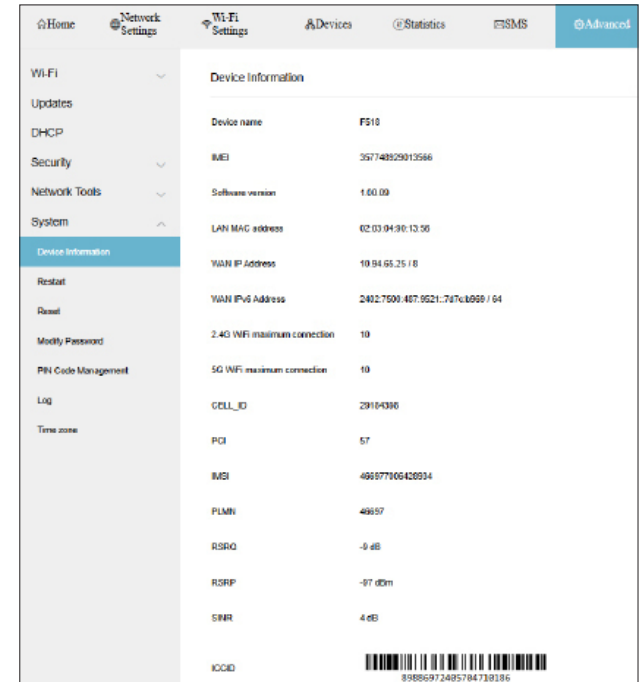 Home
Network Settings
Wi-Fi Settings
Devices
Statistics
SMS
Advanced
Wi-Fi
Updates
DHCP
Security
Network Tools
System
Device Information
Restart
Reset
Modify Password
PIN Code Management
Log
Time zone
Device Information
Device name F518
IMEI 357748929013566
Software version 1.00.09
LAN MAC address 02:03:04:90:13:56
WAN IP Address 10.94.65.25 / 8
WAN IPv6 Address 2402:7500:487:9521::7d7c:b969 / 64
2.4G WiFi maximum connection 10
5G WiFi maximum connection 10
CELL_ID
PCI 57
IMSI 466977006428934
PLMN 46697
RSRQ -9 dB
RSRP -97 dBm
SINR 4 dB
ICCID
89886972405704710186